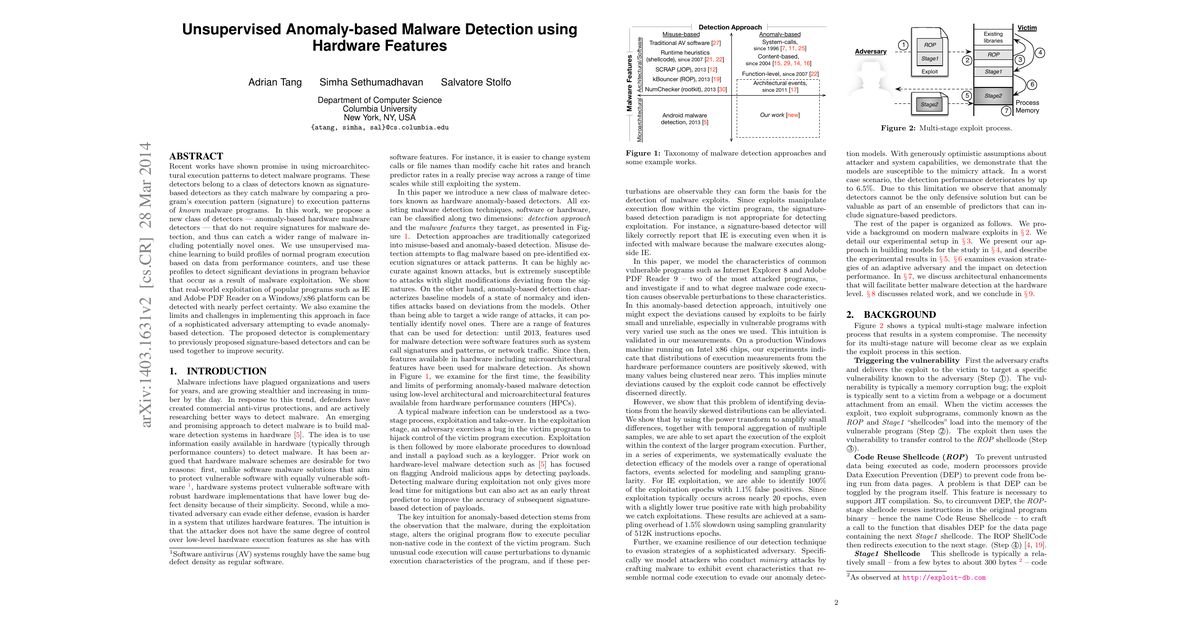 Unsupervised Anomaly-based Malware Detection using
Hardware Features
Adrian Tang Simha Sethumadhavan Salvatore Stolfo
Department of Computer Science
Columbia University
New York, NY, USA
{atang, simha, sal}@cs.columbia.edu
arXiv:1403.1631v2 [cs.CR] 28 Mar 2014
ABSTRACT
Recent works have shown promise in using microarchitec-
tural execution patterns to detect malware programs. These
detectors belong to a class of detectors known as signature-
based detectors as they catch malware by comparing a pro-
gram's execution pattern (signature) to execution patterns
of known malware programs. In this work, we propose a
new class of detectors — anomaly-based hardware malware
detectors — that do not require signatures for malware de-
tection, and thus can catch a wider range of malware in-
cluding potentially novel ones. We use unsupervised ma-
chine learning to build profiles of normal program execution
based on data from performance counters, and use these
profiles to detect significant deviations in program behavior
that occur as a result of malware exploitation. We show
that real-world exploitation of popular programs such as IE
and Adobe PDF Reader on a Windows/x86 platform can be
detected with nearly perfect certainty. We also examine the
limits and challenges in implementing this approach in face
of a sophisticated adversary attempting to evade anomaly-
based detection. The proposed detector is complementary
to previously proposed signature-based detectors and can be
used together to improve security.
1. INTRODUCTION
Malware infections have plagued organizations and users
for years, and are growing stealthier and increasing in num-
ber by the day. In response to this trend, defenders have
created commercial anti-virus protections, and are actively
researching better ways to detect malware. An emerging
and promising approach to detect malware is to build mal-
ware detection systems in hardware [5]. The idea is to use
information easily available in hardware (typically through
performance counters) to detect malware. It has been ar-
gued that hardware malware schemes are desirable for two
reasons: first, unlike software malware solutions that aim
to protect vulnerable software with equally vulnerable soft-
ware 1, hardware systems protect vulnerable software with
robust hardware implementations that have lower bug de-
fect density because of their simplicity. Second, while a mo-
tivated adversary can evade either defense, evasion is harder
in a system that utilizes hardware features. The intuition is
that the attacker does not have the same degree of control
over low-level hardware execution features as she has with
1Software antivirus (AV) systems roughly have the same bug
defect density as regular software.
software features. For instance, it is easier to change system
calls or file names than modify cache hit rates and branch
predictor rates in a really precise way across a range of time
scales while still exploiting the system.
In this paper we introduce a new class of malware detec-
tors known as hardware anomaly-based detectors. All ex-
isting malware detection techniques, software or hardware,
can be classified along two dimensions: detection approach
and the malware features they target, as presented in Fig-
ure 1. Detection approaches are traditionally categorized
into misuse-based and anomaly-based detection. Misuse de-
tection attempts to flag malware based on pre-identified ex-
ecution signatures or attack patterns. It can be highly ac-
curate against known attacks, but is extremely susceptible
to attacks with slight modifications deviating from the sig-
natures. On the other hand, anomaly-based detection char-
acterizes baseline models of a state of normalcy and iden-
tifies attacks based on deviations from the models. Other
than being able to target a wide range of attacks, it can po-
tentially identify novel ones. There are a range of features
that can be used for detection: until 2013, features used
for malware detection were software features such as system
call signatures and patterns, or network traffic. Since then,
features available in hardware including microarchitectural
features have been used for malware detection. As shown
in Figure 1, we examine for the first time, the feasibility
and limits of performing anomaly-based malware detection
using low-level architectural and microarchitectural features
available from hardware performance counters (HPCs).
A typical malware infection can be understood as a two-
stage process, exploitation and take-over. In the exploitation
stage, an adversary exercises a bug in the victim program to
hijack control of the victim program execution. Exploitation
is then followed by more elaborate procedures to download
and install a payload such as a keylogger. Prior work on
hardware-level malware detection such as [5] has focused
on flagging Android malicious apps by detecting payloads.
Detecting malware during exploitation not only gives more
lead time for mitigations but can also act as an early threat
predictor to improve the accuracy of subsequent signature-
based detection of payloads.
The key intuition for anomaly-based detection stems from
the observation that the malware, during the exploitation
stage, alters the original program flow to execute peculiar
non-native code in the context of the victim program. Such
unusual code execution will cause perturbations to dynamic
execution characteristics of the program, and if these per-
Detection Approach
Misuse-based
Traditional AV software [27]
Runtime heuristics
(shellcode), since 2007 [21, 22]
SCRAP (JOP), 2013 [12]
kBouncer (ROP), 2013 [19]
NumChecker (rootkit), 2013 [30]
Android malware
detection, 2013 [5]
Anomaly-based
System-calls,
since 1996 [7, 11, 25]
Content-based,
since 2004 [15, 29, 14, 16]
Function-level, since 2007 [22]
Architectural events,
since 2011 [17]
Our work [new]
Malware Features
Microarchitectural
Architectural/Software
Figure 1: Taxonomy of malware detection approaches and
some example works.
turbations are observable they can form the basis for the
detection of malware exploits. Since exploits manipulate
execution flow within the victim program, the signature-
based detection paradigm is not appropriate for detecting
exploitation. For instance, a signature-based detector will
likely correctly report that IE is executing even when it is
infected with malware because the malware executes along-
side IE.
In this paper, we model the characteristics of common
vulnerable programs such as Internet Explorer 8 and Adobe
PDF Reader 9 – two of the most attacked programs, –
and investigate if and to what degree malware code execu-
tion causes observable perturbations to these characteristics.
In this anomaly-based detection approach, intuitively one
might expect the deviations caused by exploits to be fairly
small and unreliable, especially in vulnerable programs with
very varied use such as the ones we used. This intuition
is validated in our measurements. On a production Windows
machine running on Intel x86 chips, our experiments indi-
cate that distributions of execution measurements from the
hardware performance counters are positively skewed, with
many values being clustered near zero. This implies minute
deviations caused by the exploit code cannot be effectively
discerned directly.
However, we show that this problem of identifying devia-
tions from the heavily skewed distributions can be alleviated.
We show that by using the power transform to amplify small
differences, together with temporal aggregation of multiple
samples, we are able to set apart the execution of the exploit
within the context of the larger program execution. Further,
in a series of experiments, we systematically evaluate the
detection efficacy of the models over a range of operational
factors, events selected for modeling and sampling granu-
larity. For IE exploitation, we are able to identify 100%
of the exploitation epochs with 1.1% false positives. Since
exploitation typically occurs across nearly 20 epochs, even
with a slightly lower true positive rate with high probability
we catch exploitations. These results are achieved at a sam-
pling overhead of 1.5% slowdown using sampling granularity
of 512K instructions epochs.
Further, we examine resilience of our detection technique
to evasion strategies of a sophisticated adversary. Specifi-
cally we model attackers who conduct mimicry attacks by
crafting malware to exhibit event characteristics that re-
semble normal code execution to evade our anomaly detec-
Adversary
Victim
ROP
Stage1
Exploit
Stage2
Existing
libraries
ROP
Stage1
Stage2
Process
Memory
1
2
3
4
5
6
7
Figure 2: Multi-stage exploit process.
tion models. With generously optimistic assumptions about
attacker and system capabilities, we demonstrate that the
models are susceptible to the mimicry attack. In a worst
case scenario, the detection performance deteriorates by up
to 6.5%. Due to this limitation we observe that anomaly
detectors cannot be the only defensive solution but can be
valuable as part of an ensemble of predictors that can in-
clude signature-based predictors.
The rest of the paper is organized as follows. We pro-
vide a background on modern malware exploits in § 2. We
detail our experimental setup in § 3. We present our ap-
proach in building models for the study in § 4, and describe
the experimental results in § 5. § 6 examines evasion strate-
gies of an adaptive adversary and the impact on detection
performance. In § 7, we discuss architectural enhancements
that will facilitate better malware detection at the hardware
level. § 8 discusses related work, and we conclude in § 9.
2. BACKGROUND
Figure 2 shows a typical multi-stage malware infection
process that results in a system compromise. The necessity
for its multi-stage nature will become clear as we explain
the exploit process in this section.
Triggering the vulnerability First the adversary crafts
and delivers the exploit to the victim to target a specific
vulnerability known to the adversary (Step ①). The vul-
nerability is typically a memory corruption bug; the exploit
is typically sent to a victim from a webpage or a document
attachment from an email. When the victim accesses the
exploit, two exploit subprograms, commonly known as the
ROP and Stage1 "shellcodes" load into the memory of the
vulnerable program (Step ②). The exploit then uses the
vulnerability to transfer control to the ROP shellcode (Step
③).
Code Reuse Shellcode (ROP) To prevent untrusted
data being executed as code, modern processors provide
Data Execution Prevention (DEP) to prevent code from be-
ing run from data pages. A problem is that DEP can be
toggled by the program itself. This feature is necessary to
support JIT compilation. So, to circumvent DEP, the ROP-
stage shellcode reuses instructions in the original program
binary – hence the name Code Reuse Shellcode – to craft
a call to the function that disables DEP for the data page
containing the next Stage1 shellcode. The ROP ShellCode
then redirects execution to the next stage. (Step ④) [4, 19].
Stage1 Shellcode This shellcode is typically a rela-
tively small – from a few bytes to about 300 bytes 2 – code
2As observed at http://exploit-db.com
2